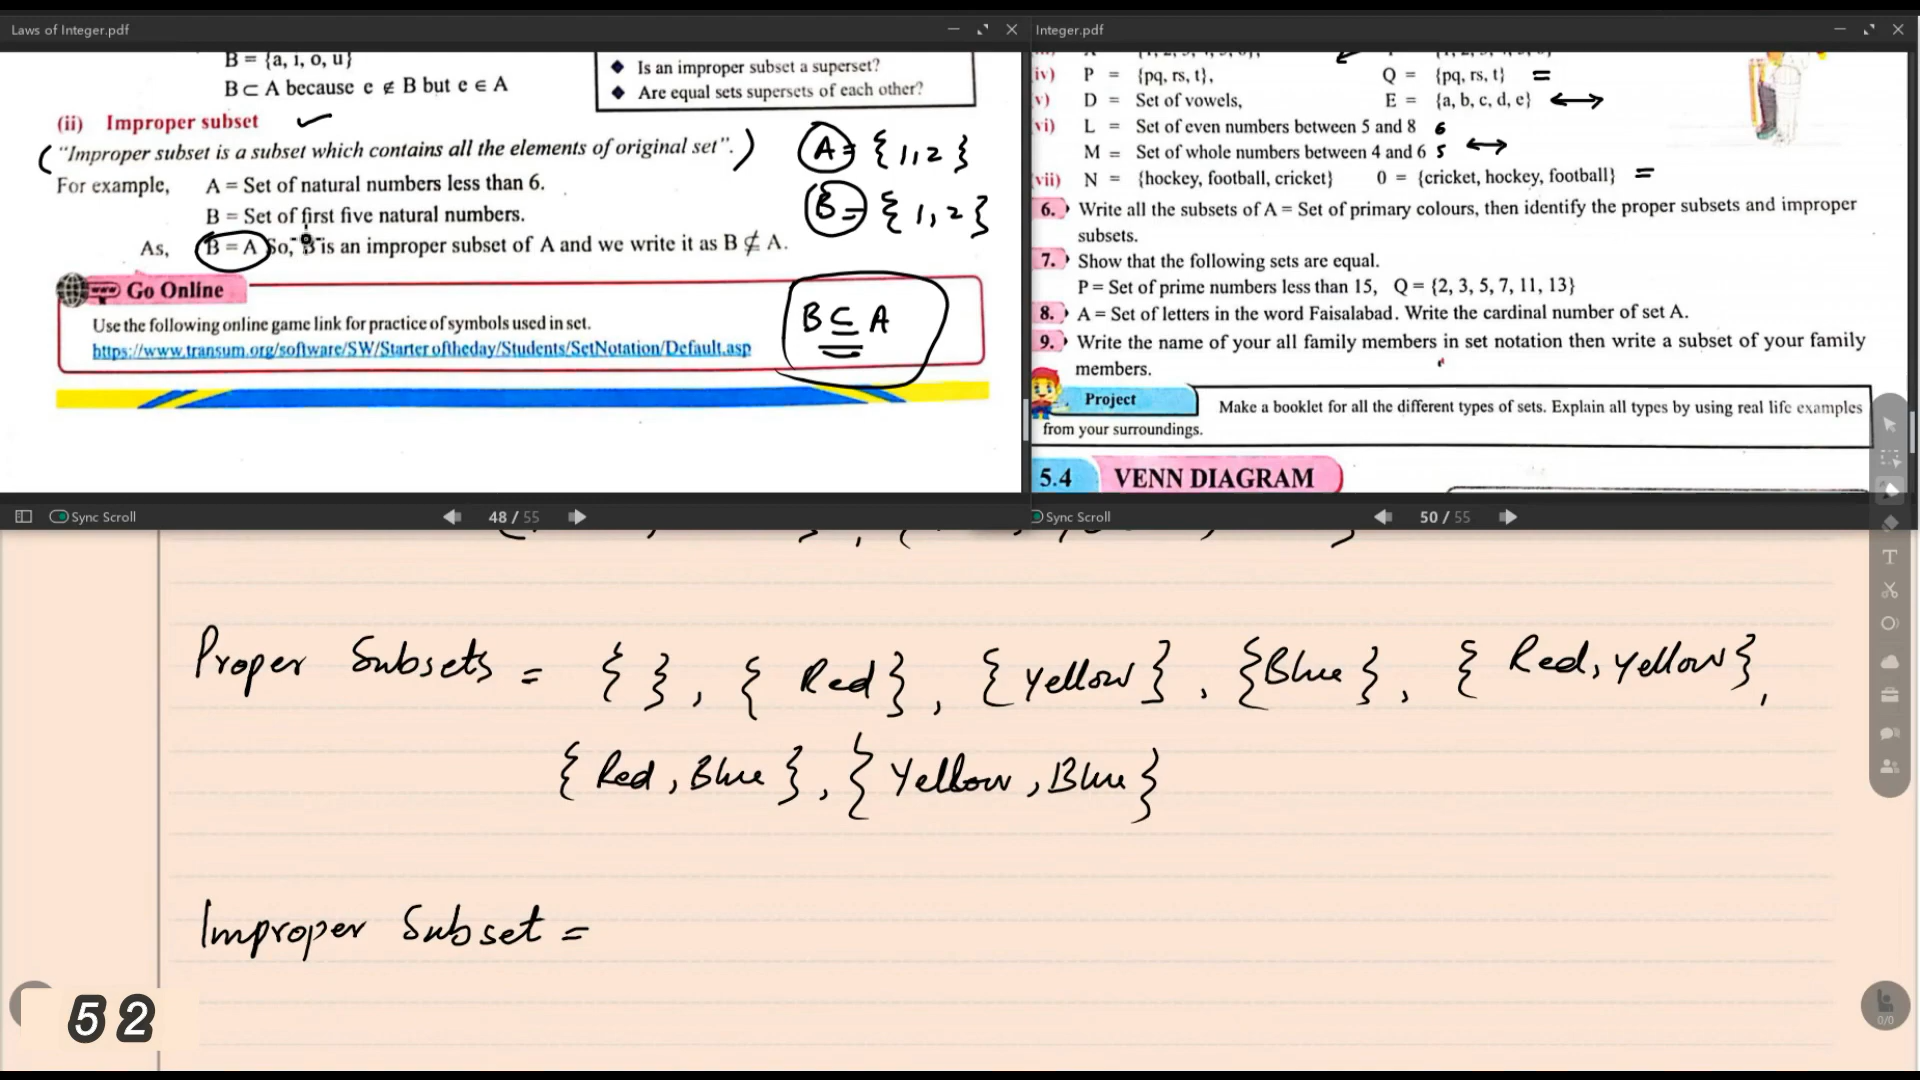 Laws of Integer.pdf
B = {a, i, o, u}
B ⊂ A because e ∉ B but e ∈ A
◆ Is an improper subset a superset?
◆ Are equal sets supersets of each other?
(ii) Improper subset
"Improper subset is a subset which contains all the elements of original set".
For example, A = Set of natural numbers less than 6.
B = Set of first five natural numbers.
As, B = A So, B is an improper subset of A and we write it as B ⊈ A.
A = {1,2}
B = {1,2}
www Go Online
Use the following online game link for practice of symbols used in set.
https://www.transum.org/software/SW/Starteroftheday/Students/SetNotation/Default.asp
B ⊆ A
Sync Scroll
48 / 55
Integer.pdf
iv) P = {pq, rs, t}, Q = {pq, rs, t} =
v) D = Set of vowels, E = {a, b, c, d, e} ↔
vi) L = Set of even numbers between 5 and 8 6
M = Set of whole numbers between 4 and 6 5 ↔
vii) N = {hockey, football, cricket} 0 = {cricket, hockey, football} =
6. Write all the subsets of A = Set of primary colours, then identify the proper subsets and improper
subsets.
7. Show that the following sets are equal.
P = Set of prime numbers less than 15, Q = {2, 3, 5, 7, 11, 13}
8. A = Set of letters in the word Faisalabad. Write the cardinal number of set A.
9. Write the name of your all family members in set notation then write a subset of your family
members.
Project Make a booklet for all the different types of sets. Explain all types by using real life examples
from your surroundings.
5.4 VENN DIAGRAM
Sync Scroll
50 / 55
Proper Subsets = { }, {Red}, {Yellow}, {Blue}, {Red, Yellow},
{Red, Blue}, {Yellow, Blue}
Improper Subset =
52
0/0